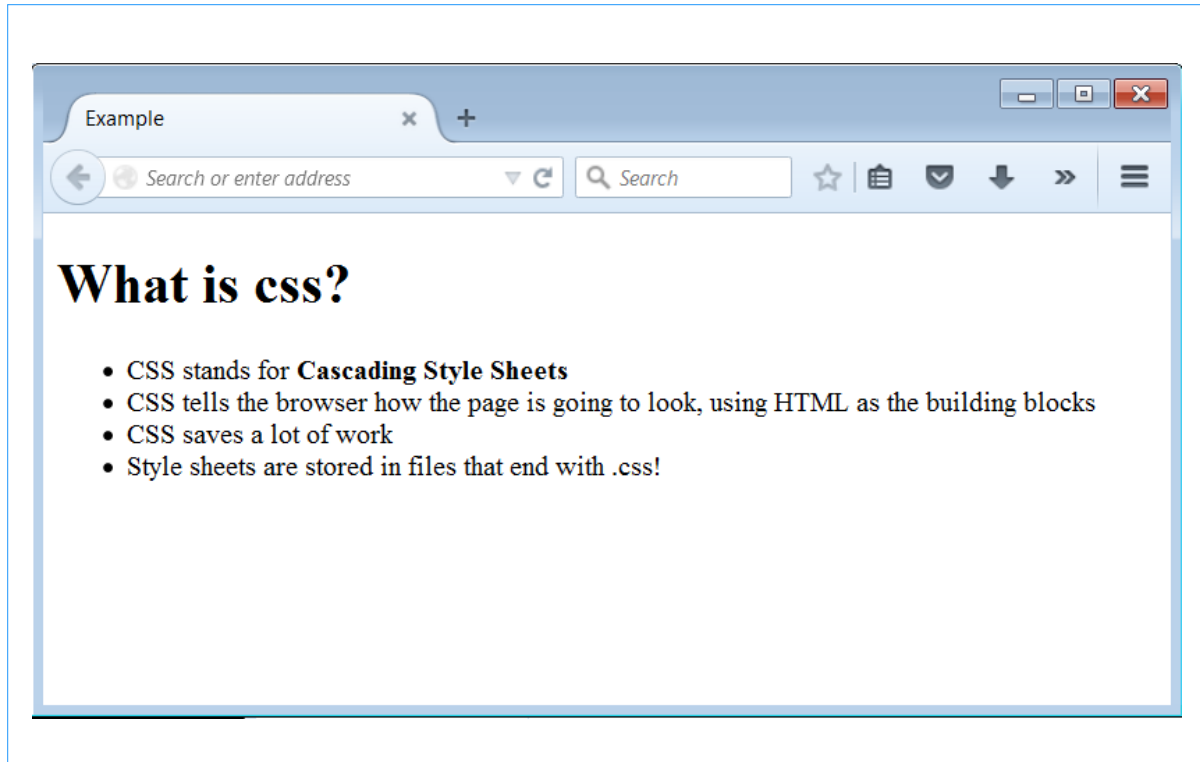 Example
Search or enter address
Search
What is css?
CSS stands for Cascading Style Sheets
CSS tells the browser how the page is going to look, using HTML as the building blocks
CSS saves a lot of work
Style sheets are stored in files that end with .css!